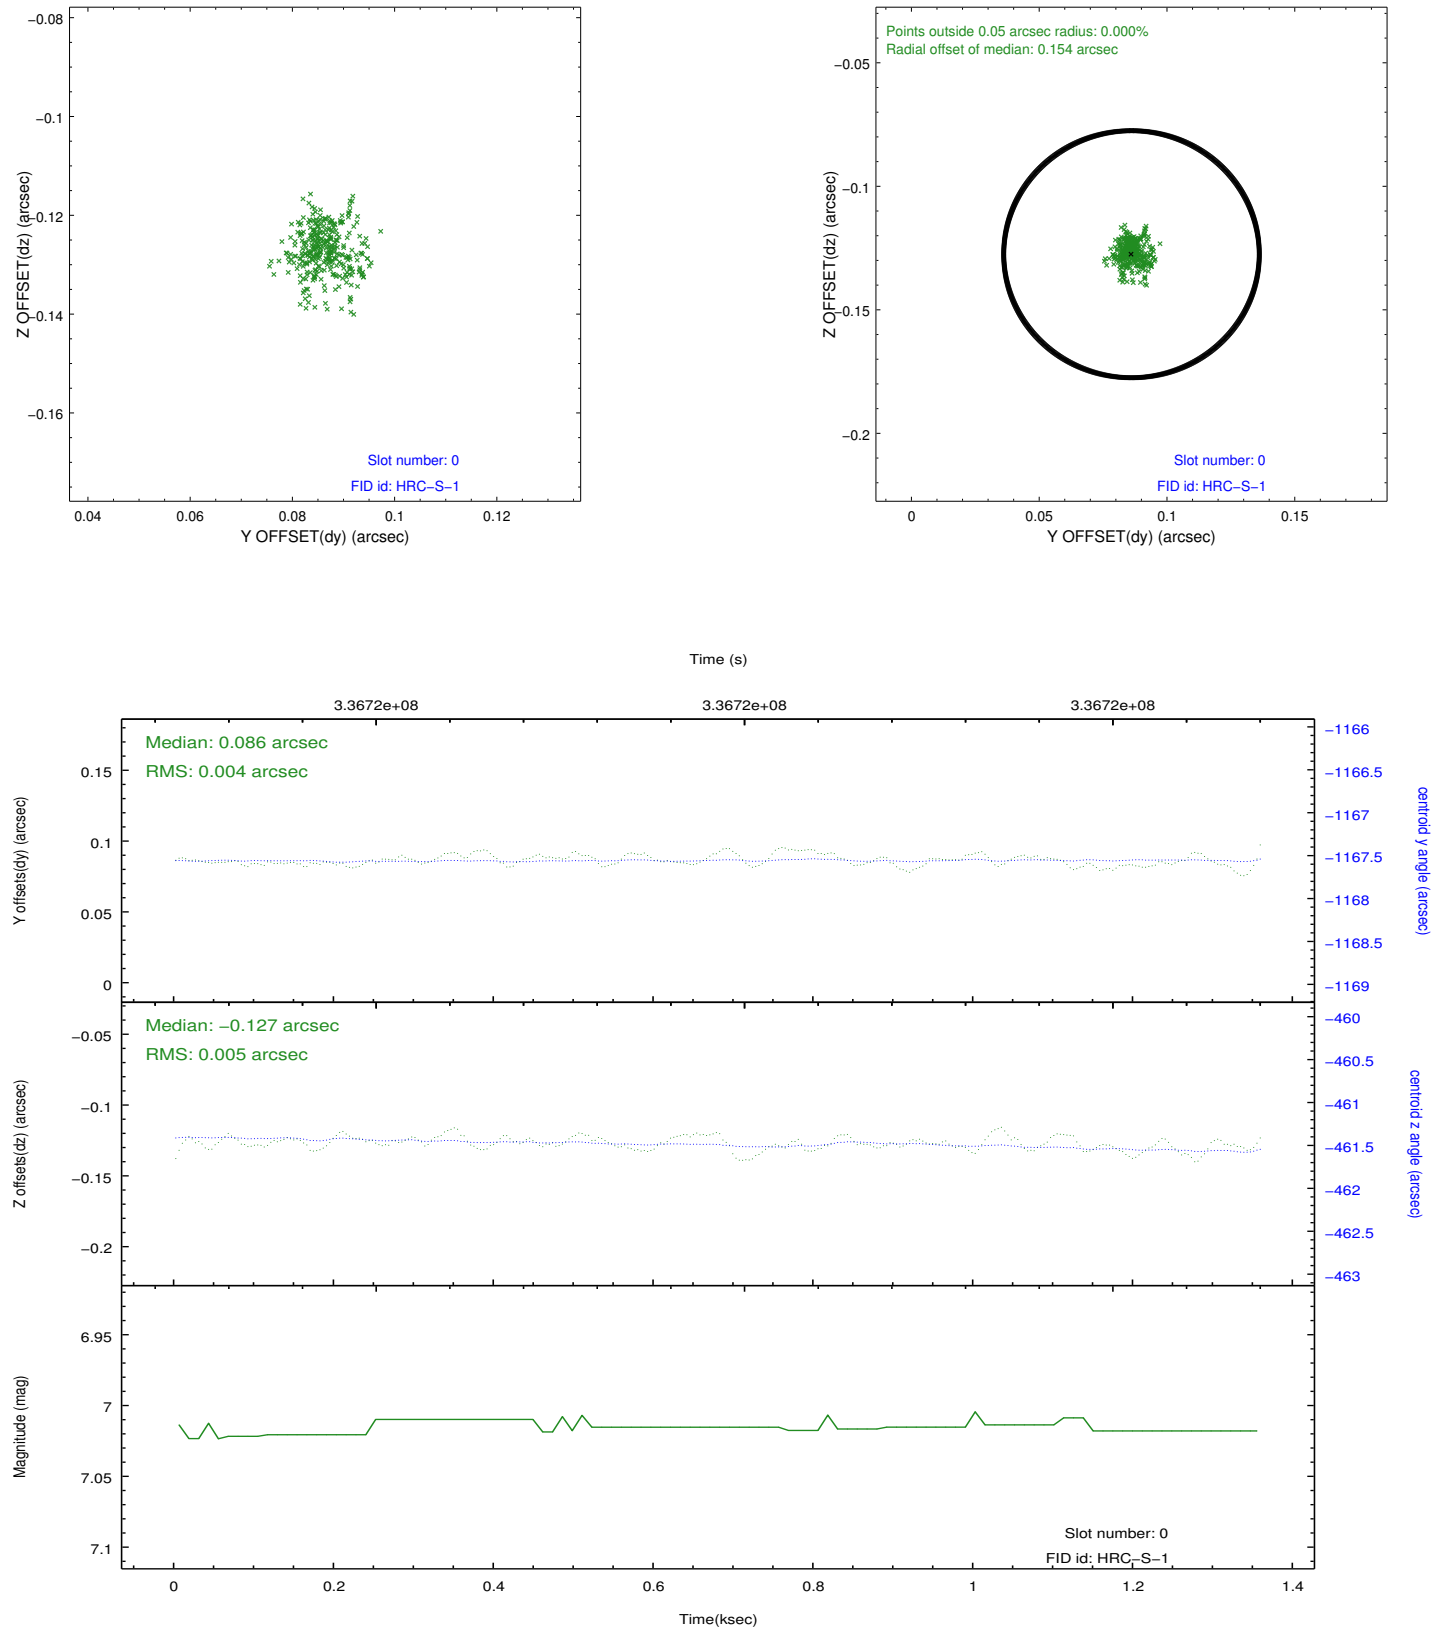 −0.08
−0.1
−0.12
−0.14
−0.16
Z OFFSET(dz) (arcsec)
Slot number: 0
FID id: HRC−S−1
0.04
0.06
0.08
0.1
0.12
Y OFFSET(dy) (arcsec)
Points outside 0.05 arcsec radius: 0.000%
Radial offset of median: 0.154 arcsec
−0.05
−0.1
−0.15
−0.2
Z OFFSET(dz) (arcsec)
Slot number: 0
FID id: HRC−S−1
0
0.05
0.1
0.15
Y OFFSET(dy) (arcsec)
Time (s)
3.3672e+08
3.3672e+08
3.3672e+08
Median: 0.086 arcsec
RMS: 0.004 arcsec
0.15
0.1
0.05
0
Y offsets(dy) (arcsec)
−1166
−1166.5
−1167
−1167.5
−1168
−1168.5
−1169
centroid y angle (arcsec)
Median: −0.127 arcsec
RMS: 0.005 arcsec
−0.05
−0.1
−0.15
−0.2
Z offsets(dz) (arcsec)
−460
−460.5
−461
−461.5
−462
−462.5
−463
centroid z angle (arcsec)
6.95
7
7.05
7.1
Magnitude (mag)
Slot number: 0
FID id: HRC−S−1
0
0.2
0.4
0.6
0.8
1
1.2
1.4
Time(ksec)